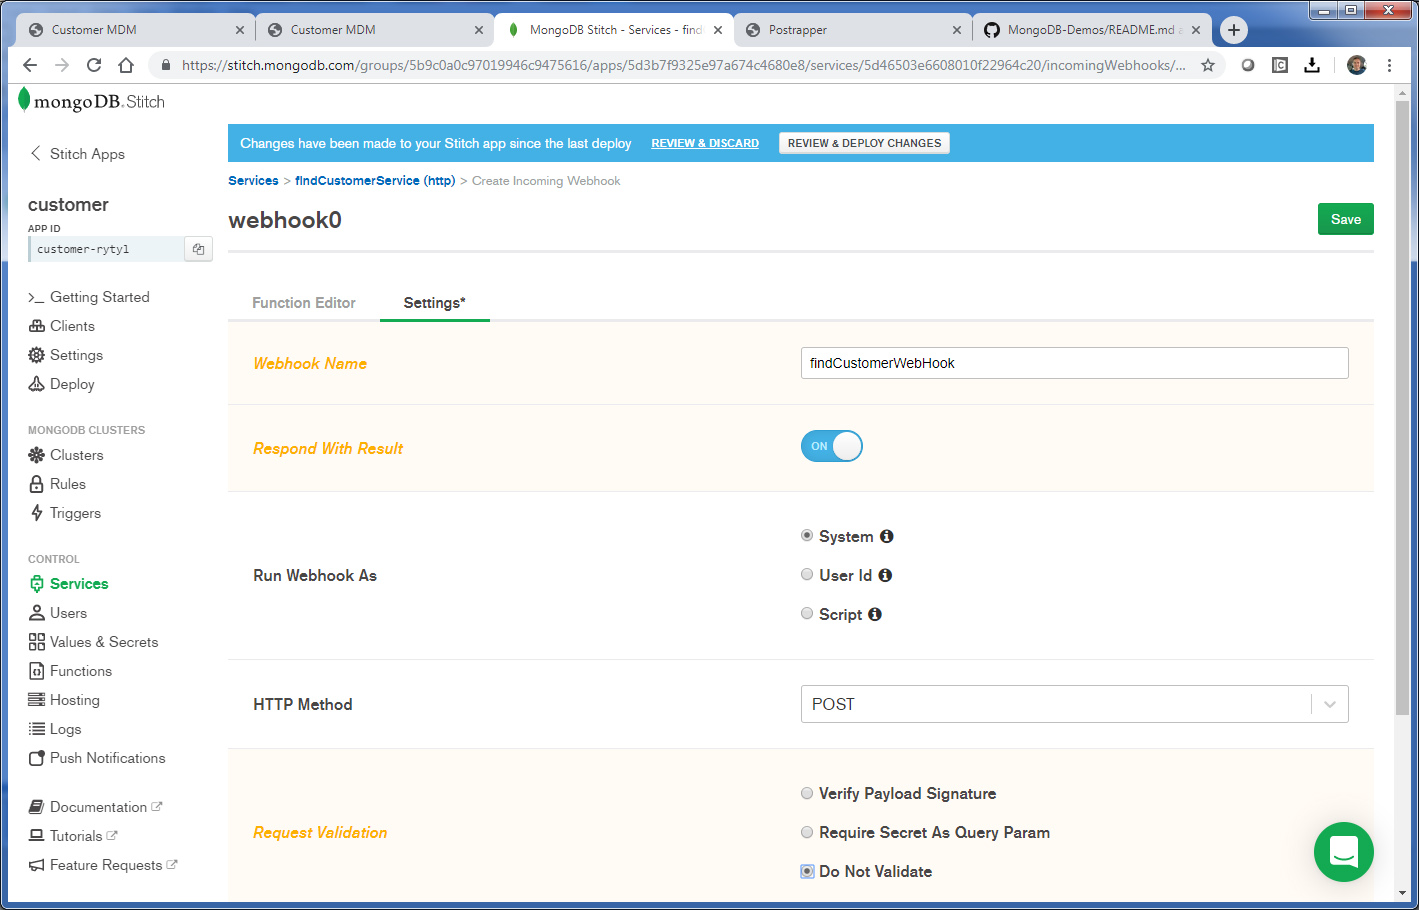 Customer MDM
Customer MDM
MongoDB Stitch - Services - find
Postrapper
MongoDB-Demos/README.md a
https://stitch.mongodb.com/groups/5b9c0a0c97019946c9475616/apps/5d3b7f9325e97a674c4680e8/services/5d46503e6608010f22964c20/incomingWebhooks/...
mongoDB. Stitch
Stitch Apps
Changes have been made to your Stitch app since the last deploy REVIEW & DISCARD REVIEW & DEPLOY CHANGES
Services > findCustomerService (http) > Create Incoming Webhook
customer
APP ID
customer-ryty1
webhook0
Save
Getting Started
Clients
Settings
Deploy
MONGODB CLUSTERS
Clusters
Rules
Triggers
CONTROL
Services
Users
Values & Secrets
Functions
Hosting
Logs
Push Notifications
Documentation
Tutorials
Feature Requests
Function Editor Settings*
Webhook Name findCustomerWebHook
Respond With Result ON
Run Webhook As
System
User Id
Script
HTTP Method POST
Request Validation
Verify Payload Signature
Require Secret As Query Param
Do Not Validate